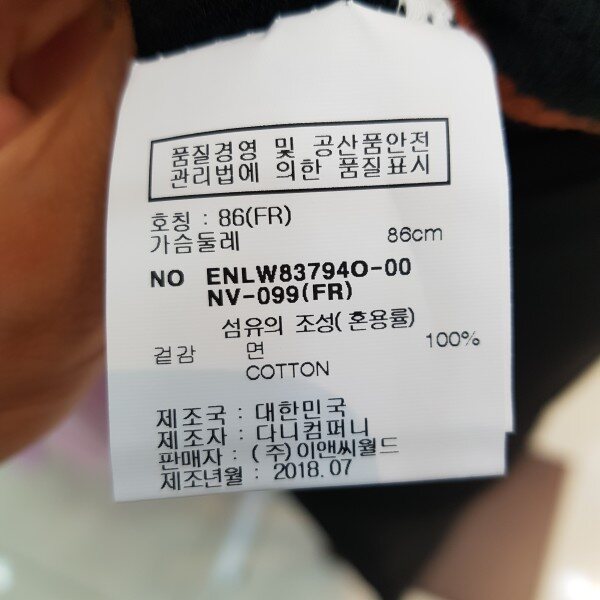 품질경영 및 공산품안전
관리법에 의한 품질표시
호칭 : 86(FR)
가슴둘레 86cm
NO ENLW83794O-00
NV-099(FR)
섬유의 조성( 혼용률)
겉감 면 100%
COTTON
제조국 : 대한민국
제조자 : 다니컴퍼니
판매자 : (주)이앤씨월드
제조년월 : 2018.07